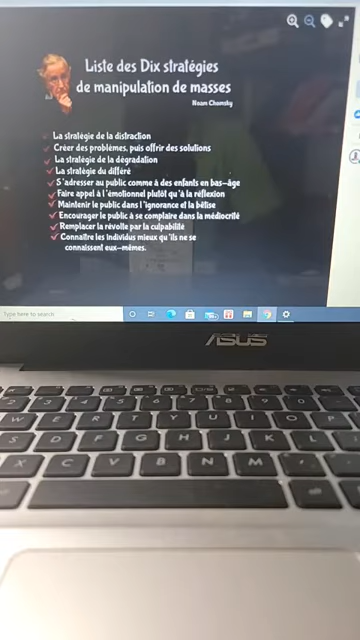 Liste des Dix stratégies
de manipulation de masses
Noam Chomsky
La stratégie de la distraction
Créer des problèmes, puis offrir des solutions
La stratégie de la dégradation
La stratégie du différé
S'adresser au public comme à des enfants en bas-âge
Faire appel à l'émotionnel plutôt qu'à la réflexion
Maintenir le public dans l'ignorance et la bêtise
Encourager le public à se complaire dans la médiocrité
Remplacer la révolte par la culpabilité
Connaître les individus mieux qu'ils ne se
connaissent eux-mêmes.
Type here to search
ASUS
W E R T Y U I O P
S D F G H J K L
X C V B N M